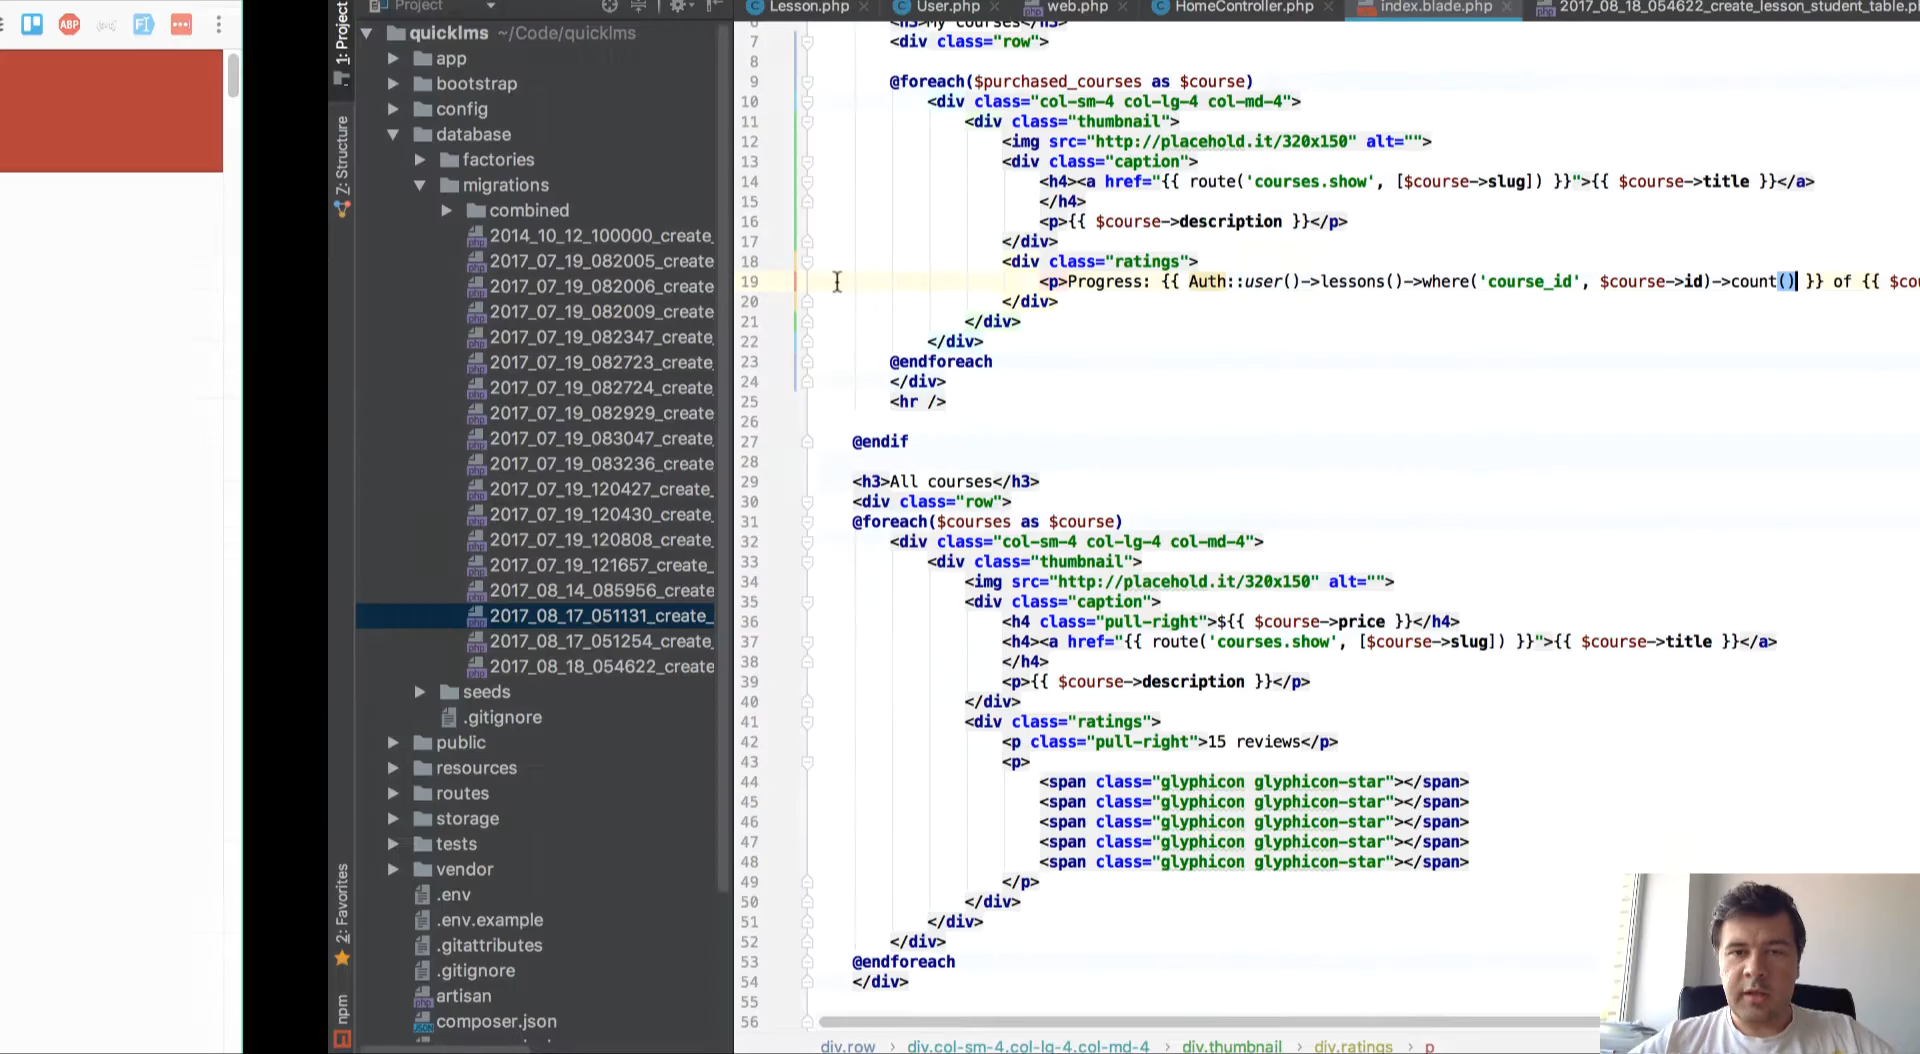 ABP
Project
Lesson.php
User.php
web.php
HomeController.php
index.blade.php
2017_08_18_054622_create_lesson_student_table.p
1: Project
Z: Structure
2: Favorites
npm
quicklms ~/Code/quicklms
app
bootstrap
config
database
factories
migrations
combined
2014_10_12_100000_create_
2017_07_19_082005_create
2017_07_19_082006_create
2017_07_19_082009_create
2017_07_19_082347_create
2017_07_19_082723_create
2017_07_19_082724_create
2017_07_19_082929_create
2017_07_19_083047_create_
2017_07_19_083236_create
2017_07_19_120427_create_
2017_07_19_120430_create_
2017_07_19_120808_create_
2017_07_19_121657_create_
2017_08_14_085956_create
2017_08_17_051131_create_
2017_08_17_051254_create_
2017_08_18_054622_create
seeds
.gitignore
public
resources
routes
storage
tests
vendor
.env
.env.example
.gitattributes
.gitignore
artisan
composer.json
6 <h3>My courses</h3>
7 <div class="row">
8
9 @foreach($purchased_courses as $course)
10 <div class="col-sm-4 col-lg-4 col-md-4">
11 <div class="thumbnail">
12 <img src="http://placehold.it/320x150" alt="">
13 <div class="caption">
14 <h4><a href="{{ route('courses.show', [$course->slug]) }}">{{ $course->title }}</a>
15 </h4>
16 <p>{{ $course->description }}</p>
17 </div>
18 <div class="ratings">
19 <p>Progress: {{ Auth::user()->lessons()->where('course_id', $course->id)->count() }} of {{ $co
20 </div>
21 </div>
22 </div>
23 @endforeach
24 </div>
25 <hr />
26
27 @endif
28
29 <h3>All courses</h3>
30 <div class="row">
31 @foreach($courses as $course)
32 <div class="col-sm-4 col-lg-4 col-md-4">
33 <div class="thumbnail">
34 <img src="http://placehold.it/320x150" alt="">
35 <div class="caption">
36 <h4 class="pull-right">${{ $course->price }}</h4>
37 <h4><a href="{{ route('courses.show', [$course->slug]) }}">{{ $course->title }}</a>
38 </h4>
39 <p>{{ $course->description }}</p>
40 </div>
41 <div class="ratings">
42 <p class="pull-right">15 reviews</p>
43 <p>
44 <span class="glyphicon glyphicon-star"></span>
45 <span class="glyphicon glyphicon-star"></span>
46 <span class="glyphicon glyphicon-star"></span>
47 <span class="glyphicon glyphicon-star"></span>
48 <span class="glyphicon glyphicon-star"></span>
49 </p>
50 </div>
51 </div>
52 </div>
53 @endforeach
54 </div>
55
56
div.row > div.col-sm-4.col-lg-4.col-md-4 > div.thumbnail > div.ratings > p